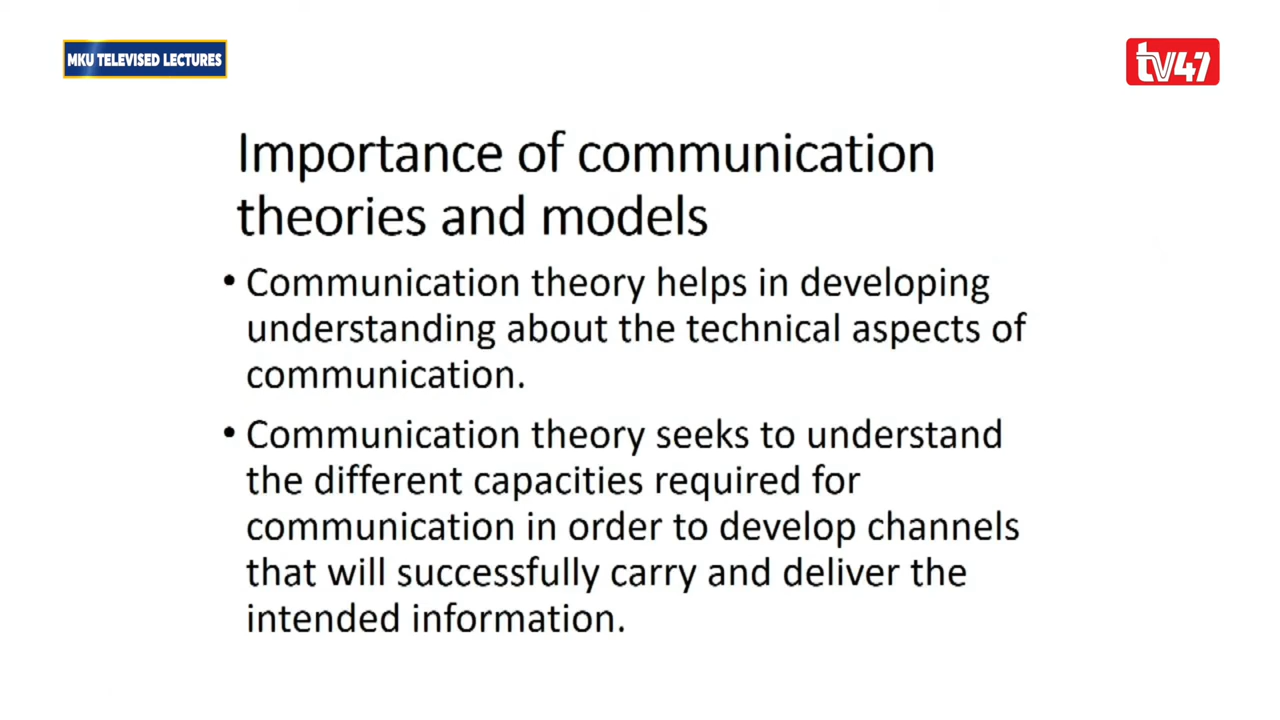 MKU TELEVISED LECTURES
tv47
Importance of communication
theories and models
• Communication theory helps in developing
understanding about the technical aspects of
communication.
• Communication theory seeks to understand
the different capacities required for
communication in order to develop channels
that will successfully carry and deliver the
intended information.